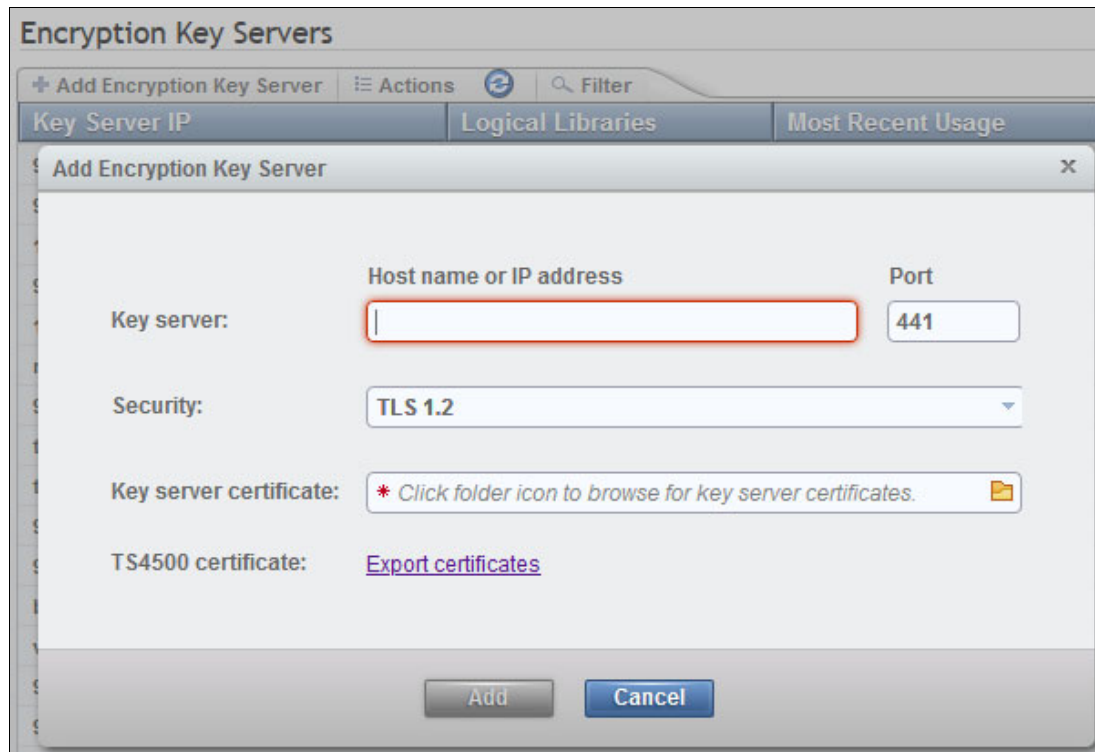 Encryption Key Servers
Add Encryption Key Server Actions Filter
Key Server IP Logical Libraries Most Recent Usage
Add Encryption Key Server x
Host name or IP address Port
Key server: 441
Security: TLS 1.2
Key server certificate: * Click folder icon to browse for key server certificates.
TS4500 certificate: Export certificates
Add Cancel